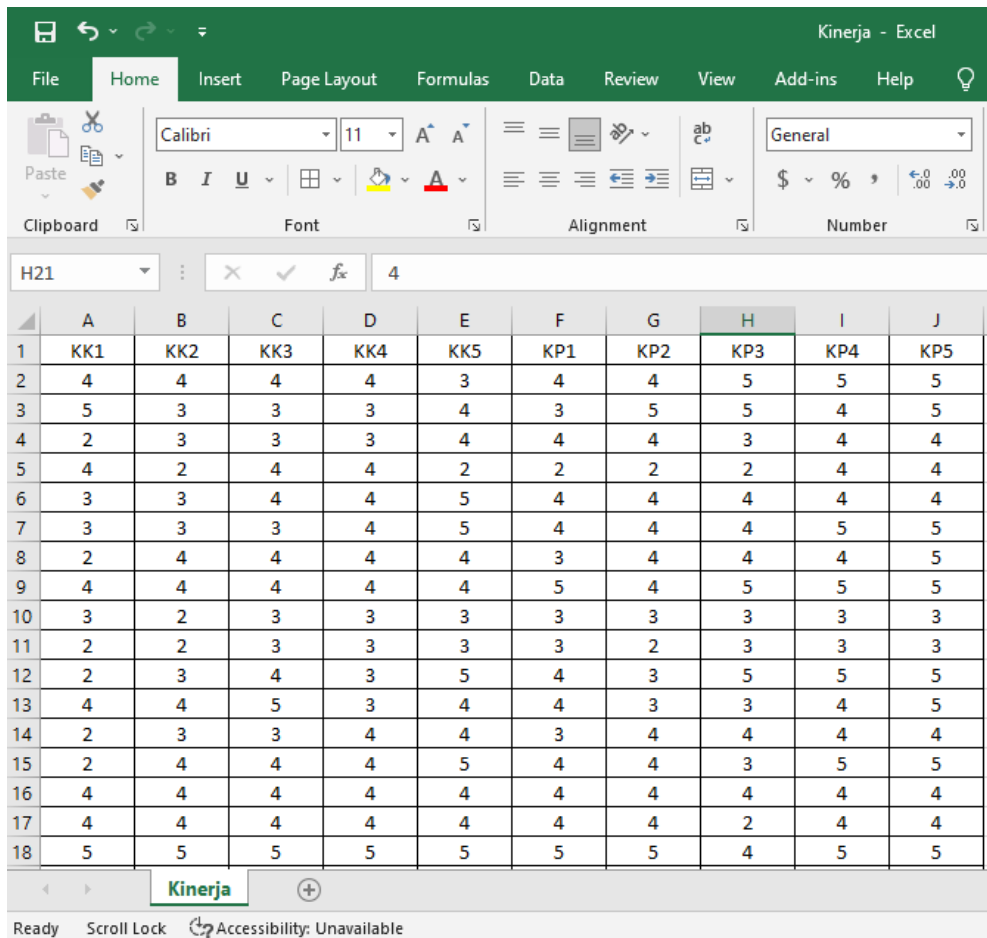 Kinerja - Excel
File Home Insert Page Layout Formulas Data Review View Add-ins Help
Calibri 11 A A ab c General
Paste B I U A $ % , .0 .00 .00 .0
Clipboard Font Alignment Number
H21 fx 4
A B C D E F G H I J
1 KK1 KK2 KK3 KK4 KK5 KP1 KP2 KP3 KP4 KP5
2 4 4 4 4 3 4 4 5 5 5
3 5 3 3 3 4 3 5 5 4 5
4 2 3 3 3 4 4 4 3 4 4
5 4 2 4 4 2 2 2 2 4 4
6 3 3 4 4 5 4 4 4 4 4
7 3 3 3 4 5 4 4 4 5 5
8 2 4 4 4 4 3 4 4 4 5
9 4 4 4 4 4 5 4 5 5 5
10 3 2 3 3 3 3 3 3 3 3
11 2 2 3 3 3 3 2 3 3 3
12 2 3 4 3 5 4 3 5 5 5
13 4 4 5 3 4 4 3 3 4 5
14 2 3 3 4 4 3 4 4 4 4
15 2 4 4 4 5 4 4 3 5 5
16 4 4 4 4 4 4 4 4 4 4
17 4 4 4 4 4 4 4 2 4 4
18 5 5 5 5 5 5 5 4 5 5
Kinerja
Ready Scroll Lock Accessibility: Unavailable